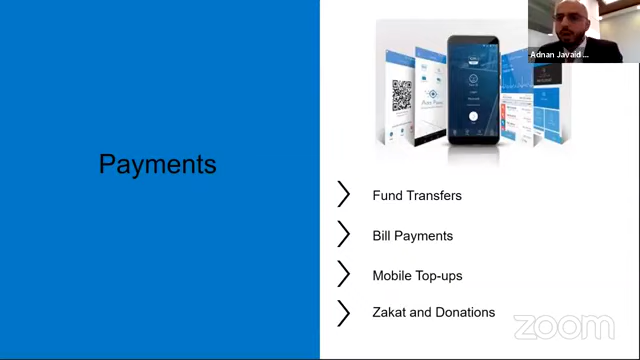 Adnan Javaid ...
Payments
Fund Transfers
Bill Payments
Mobile Top-ups
Zakat and Donations
zoom